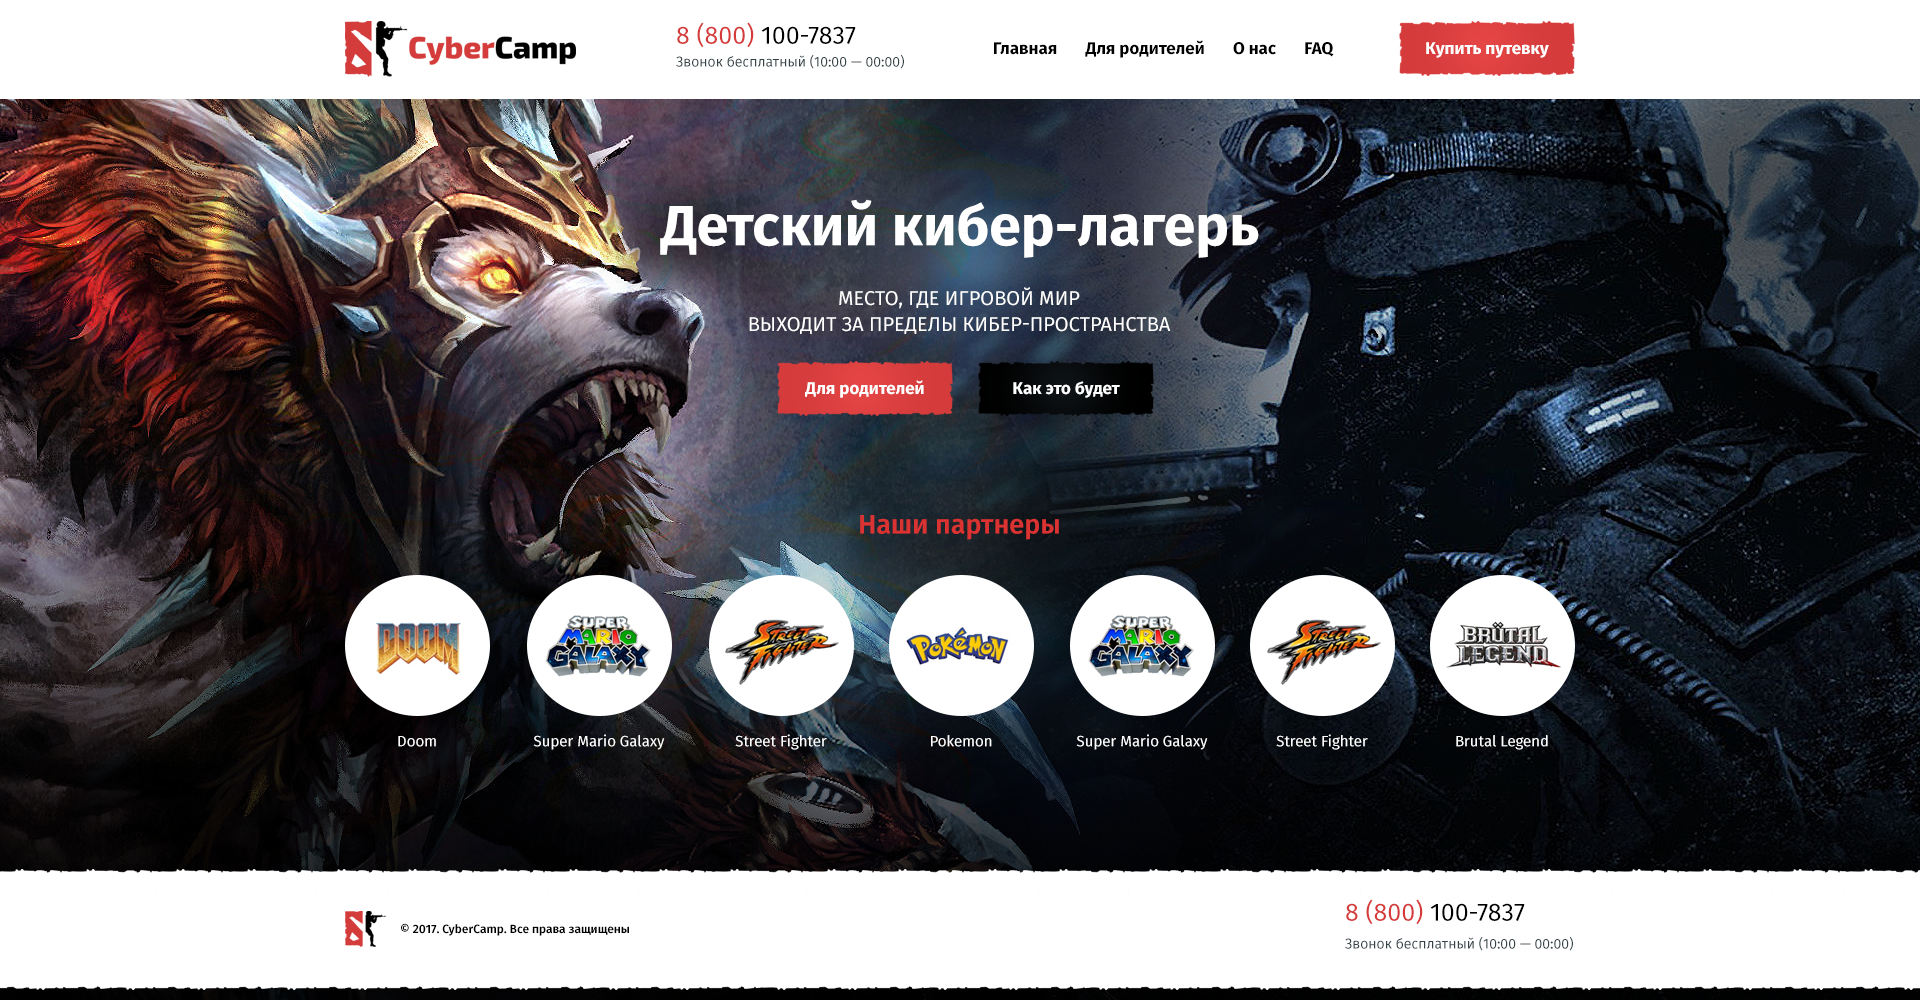 CyberCamp
8 (800) 100-7837
Звонок бесплатный (10:00 — 00:00)
Главная
Для родителей
О нас
FAQ
Купить путевку
Детский кибер-лагерь
МЕСТО, ГДЕ ИГРОВОЙ МИР
ВЫХОДИТ ЗА ПРЕДЕЛЫ КИБЕР-ПРОСТРАНСТВА
Для родителей
Как это будет
Наши партнеры
DOOM
SUPER
MARIO
GALAXY
STREET
FIGHTER
POKéMON
SUPER
MARIO
GALAXY
STREET
FIGHTER
BRÜTAL
LEGEND
Doom
Super Mario Galaxy
Street Fighter
Pokemon
Super Mario Galaxy
Street Fighter
Brutal Legend
© 2017. CyberCamp. Все права защищены
8 (800) 100-7837
Звонок бесплатный (10:00 — 00:00)